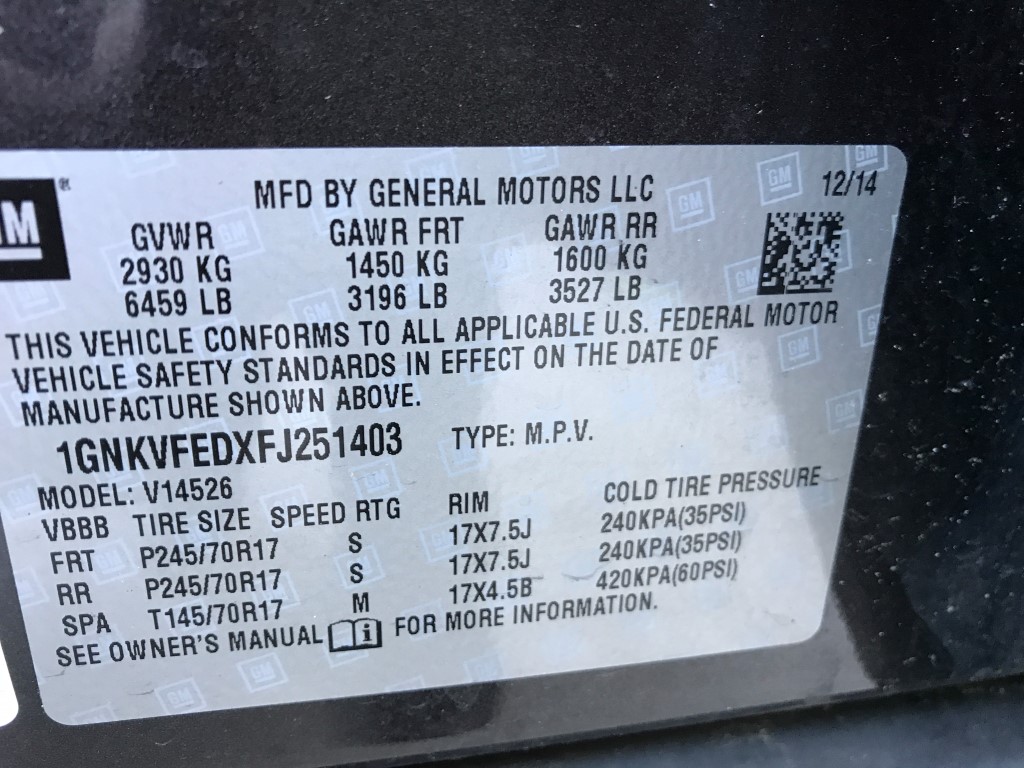 GM ®
MFD BY GENERAL MOTORS LLC 12/14
GVWR GAWR FRT GAWR RR
2930 KG 1450 KG 1600 KG
6459 LB 3196 LB 3527 LB
THIS VEHICLE CONFORMS TO ALL APPLICABLE U.S. FEDERAL MOTOR
VEHICLE SAFETY STANDARDS IN EFFECT ON THE DATE OF
MANUFACTURE SHOWN ABOVE.
1GNKVFEDXFJ251403 TYPE: M.P.V.
MODEL: V14526
VBBB TIRE SIZE SPEED RTG RIM COLD TIRE PRESSURE
FRT P245/70R17 S 17X7.5J 240KPA(35PSI)
RR P245/70R17 S 17X7.5J 240KPA(35PSI)
SPA T145/70R17 M 17X4.5B 420KPA(60PSI)
SEE OWNER'S MANUAL i FOR MORE INFORMATION.